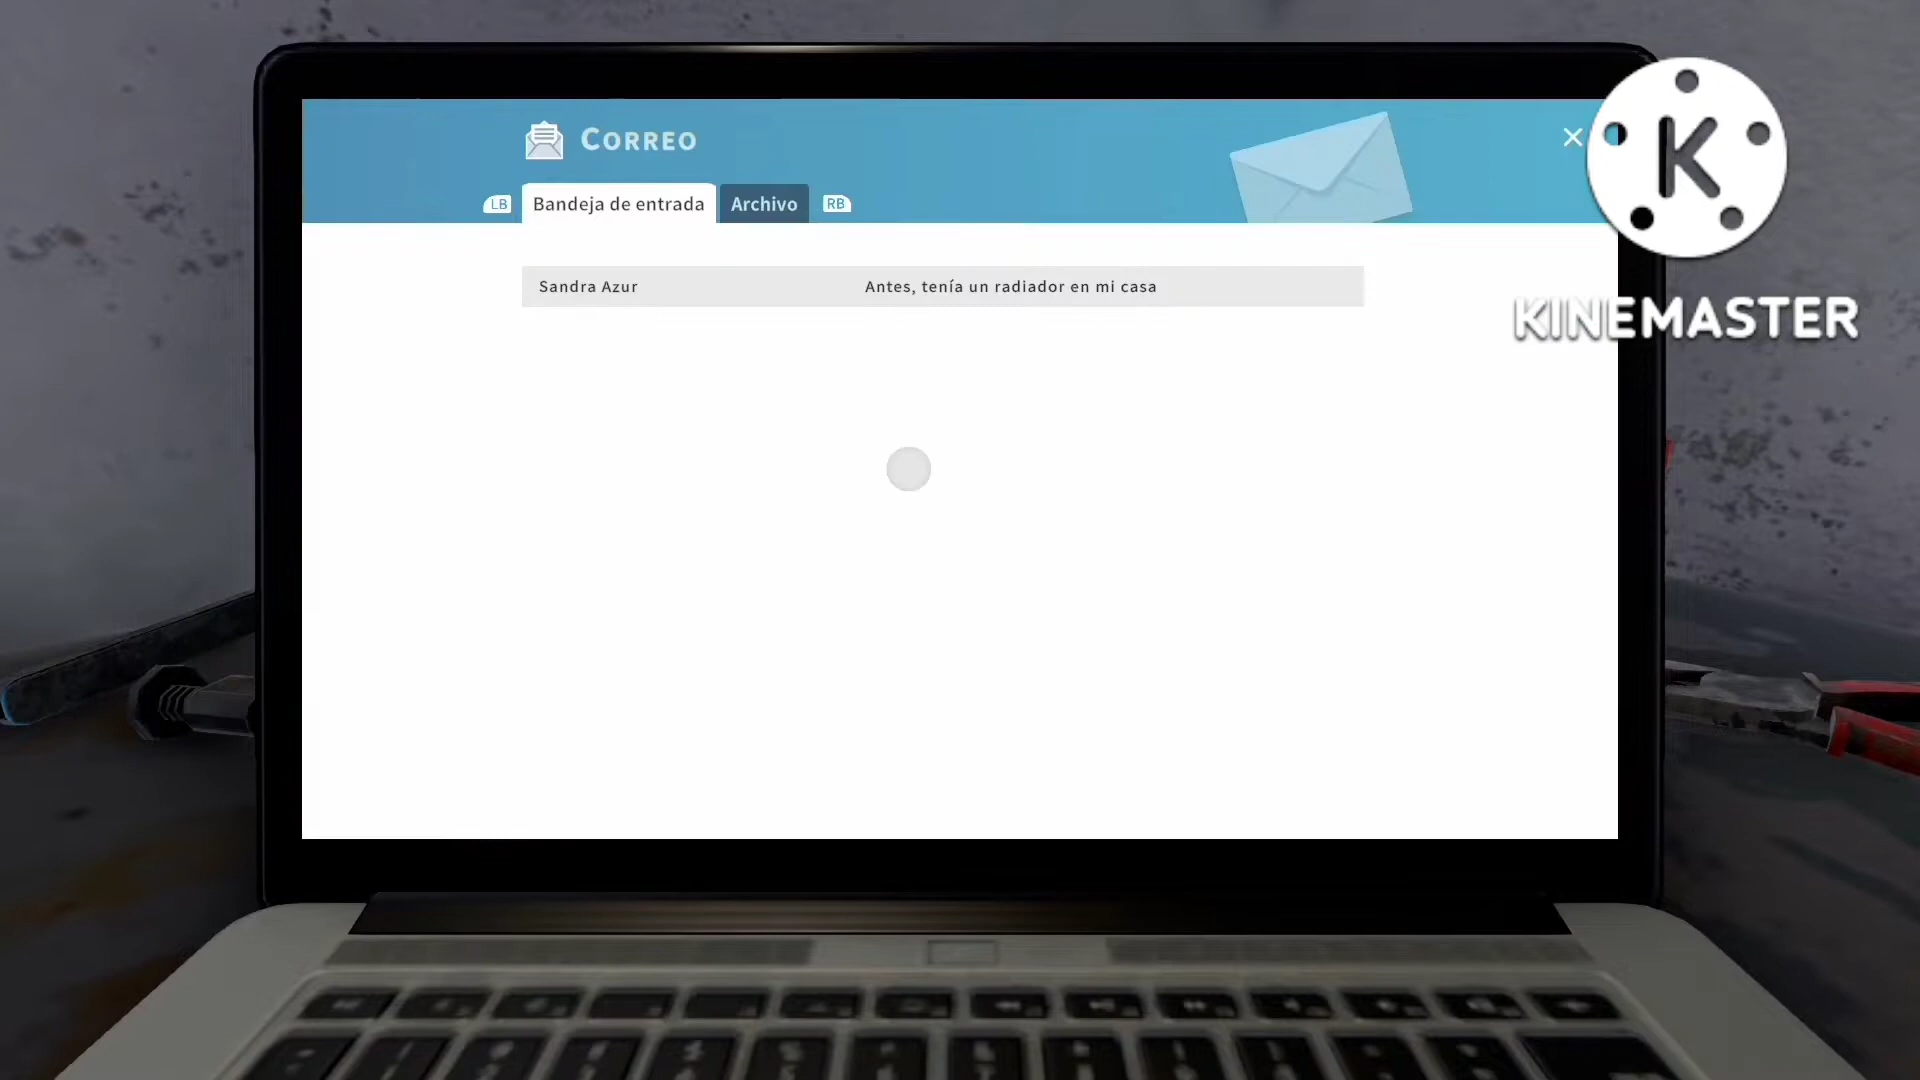 CORREO
LB Bandeja de entrada Archivo RB
Sandra Azur Antes, tenía un radiador en mi casa
K
KINEMASTER